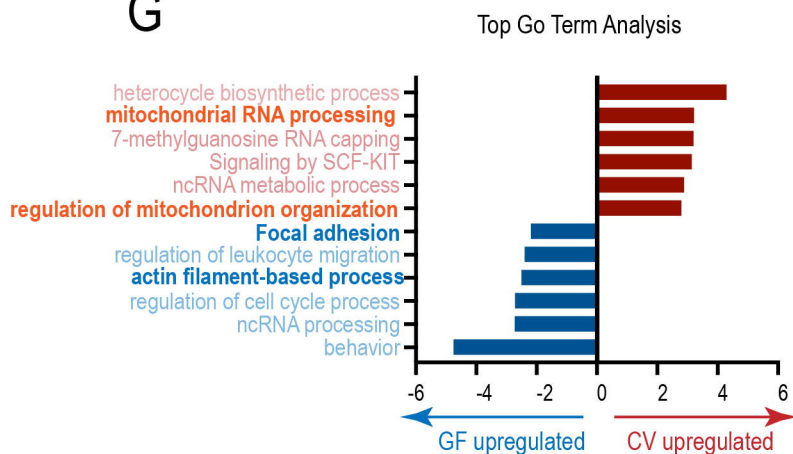 G
Top Go Term Analysis
heterocycle biosynthetic process
mitochondrial RNA processing
7-methylguanosine RNA capping
Signaling by SCF-KIT
ncRNA metabolic process
regulation of mitochondrion organization
Focal adhesion
regulation of leukocyte migration
actin filament-based process
regulation of cell cycle process
ncRNA processing
behavior
-6 -4 -2 0 2 4 6
GF upregulated CV upregulated